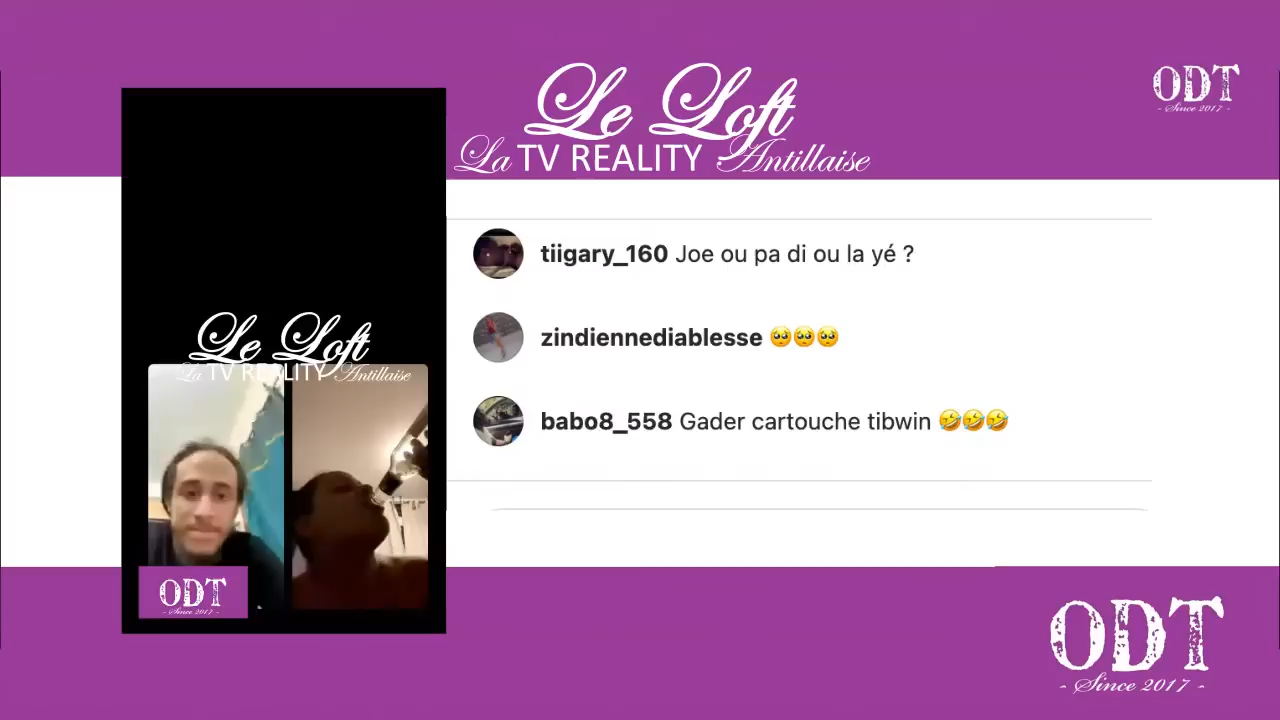 Le Loft
La TV REALITY Antillaise
ODT
- Since 2017 -
tiigary_160 Joe ou pa di ou la yé ?
zindiennediablesse 🥺🥺🥺
babo8_558 Gader cartouche tibwin 🤣🤣🤣
Le Loft
La TV REALITY Antillaise
ODT
- Since 2017 -
ODT
- Since 2017 -